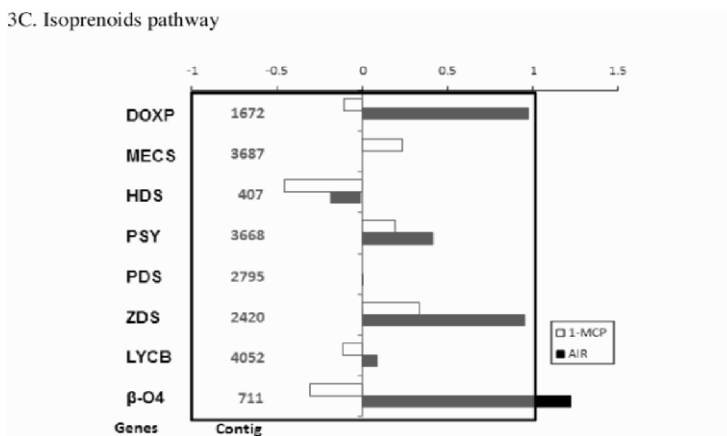 3C. Isoprenoids pathway
-1 -0.5 0 0.5 1 1.5
DOXP 1672
MECS 3687
HDS 407
PSY 3668
PDS 2795
ZDS 2420
1-MCP
AIR
LYCB 4052
β-O4 711
Genes Contig